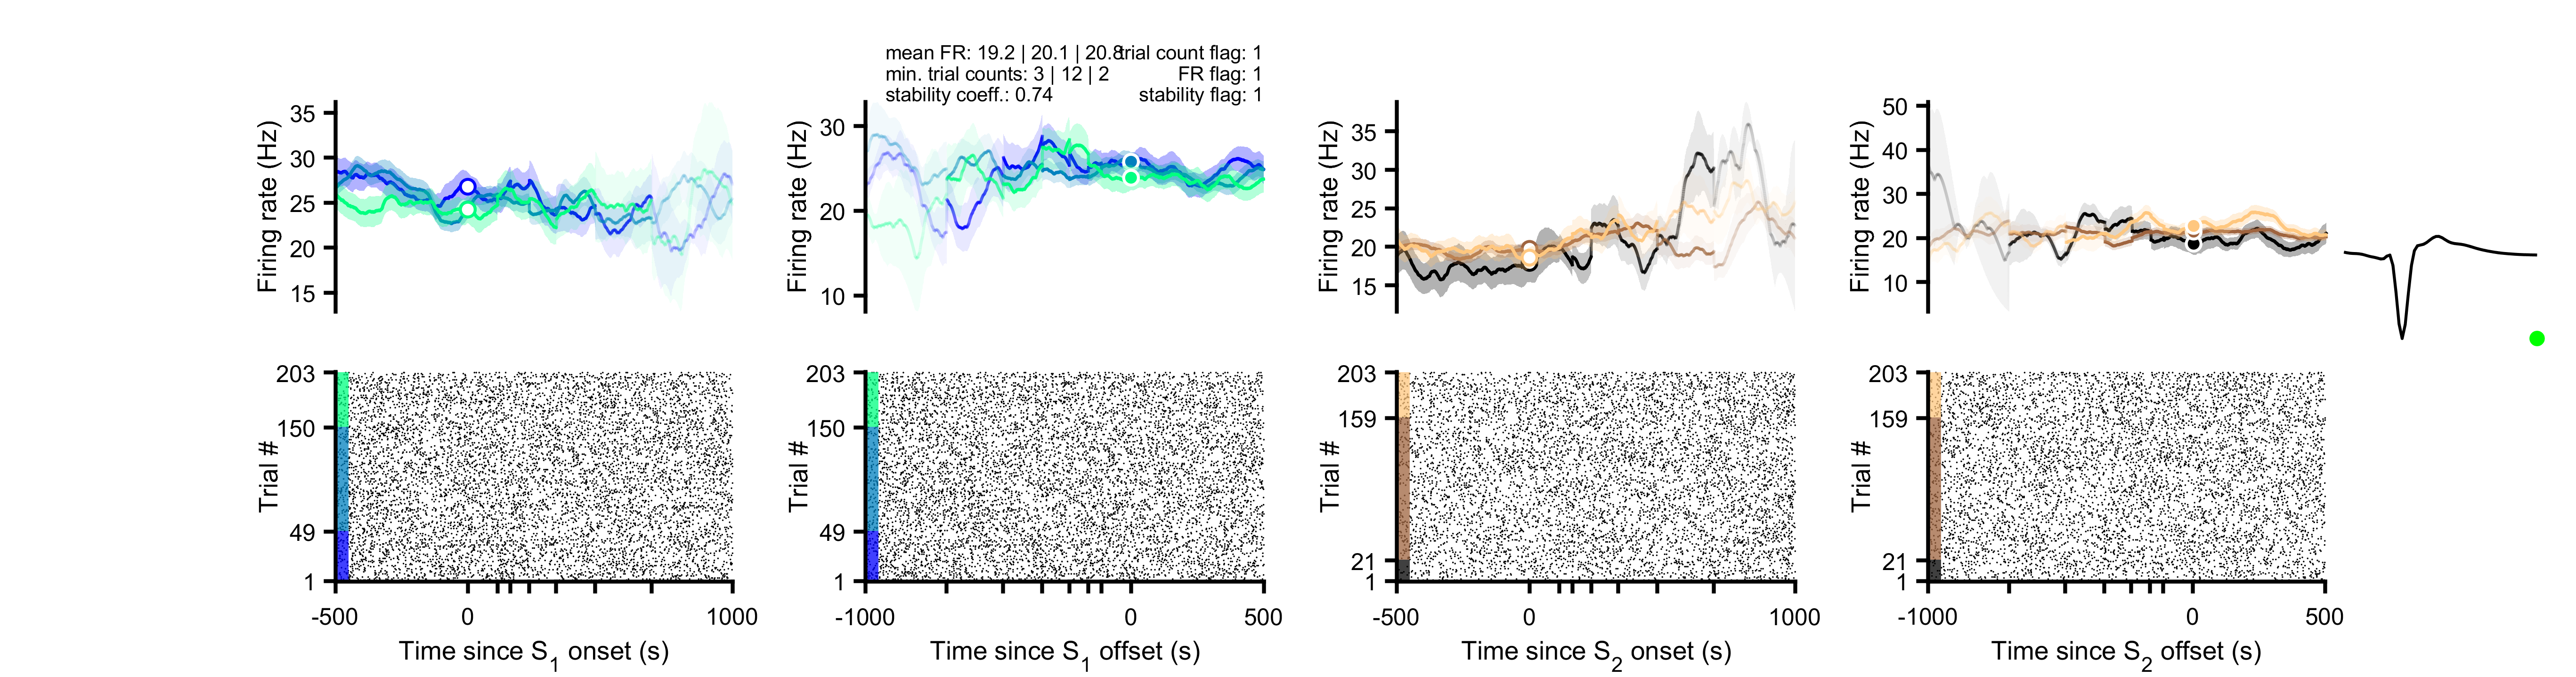 mean FR: 19.2 | 20.1 | 20.8
trial count flag: 1
min. trial counts: 3 | 12 | 2
FR flag: 1
stability coeff.: 0.74
stability flag: 1
Firing rate (Hz)
35
30
25
20
15
Firing rate (Hz)
30
20
10
Firing rate (Hz)
35
30
25
20
15
Firing rate (Hz)
50
40
30
20
10
Trial #
203
150
49
1
-500
0
1000
Time since S1 onset (s)
Trial #
203
150
49
1
-1000
0
500
Time since S1 offset (s)
Trial #
203
159
21
1
-500
0
1000
Time since S2 onset (s)
Trial #
203
159
21
1
-1000
0
500
Time since S2 offset (s)